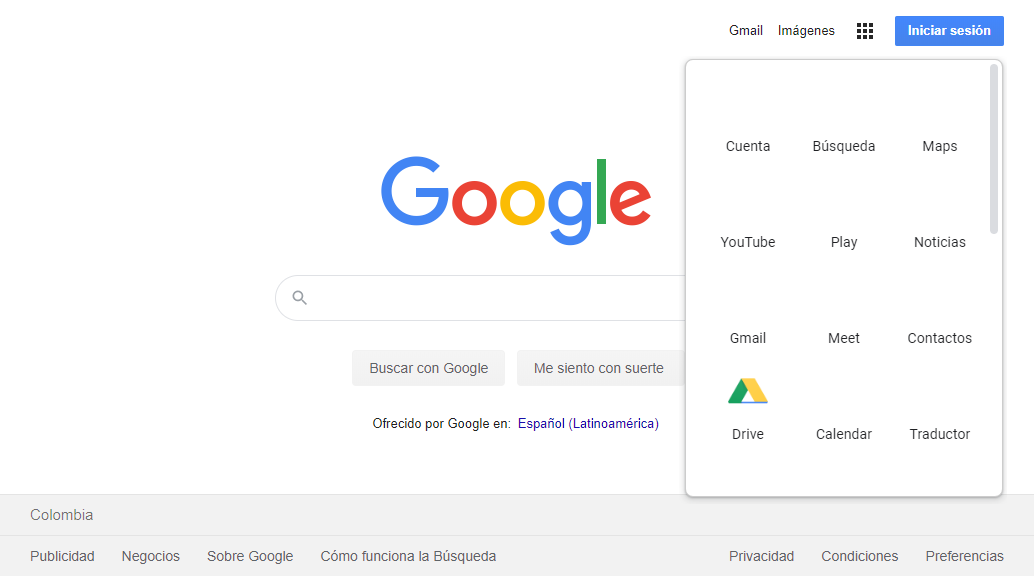 Gmail Imágenes Iniciar sesión
Cuenta Búsqueda Maps
Google
YouTube Play Noticias
Gmail Meet Contactos
Buscar con Google Me siento con suerte
Ofrecido por Google en: Español (Latinoamérica)
Drive Calendar Traductor
Colombia
Publicidad Negocios Sobre Google Cómo funciona la Búsqueda Privacidad Condiciones Preferencias